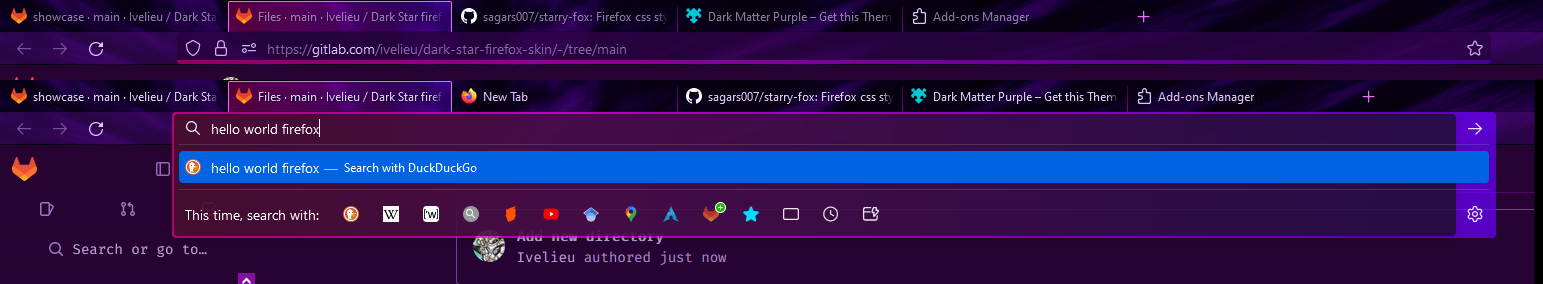 showcase · main · Ivelieu / Dark Sta
Files · main · Ivelieu / Dark Star firef
sagars007/starry-fox: Firefox css sty
Dark Matter Purple – Get this Them
Add-ons Manager
https://gitlab.com/ivelieu/dark-star-firefox-skin/-/tree/main
showcase · main · Ivelieu / Dark Sta
Files · main · Ivelieu / Dark Star firef
New Tab
sagars007/starry-fox: Firefox css sty
Dark Matter Purple – Get this Them
Add-ons Manager
hello world firefox
hello world firefox — Search with DuckDuckGo
This time, search with:
W
'w
Add new directory
Search or go to…
Ivelieu authored just now